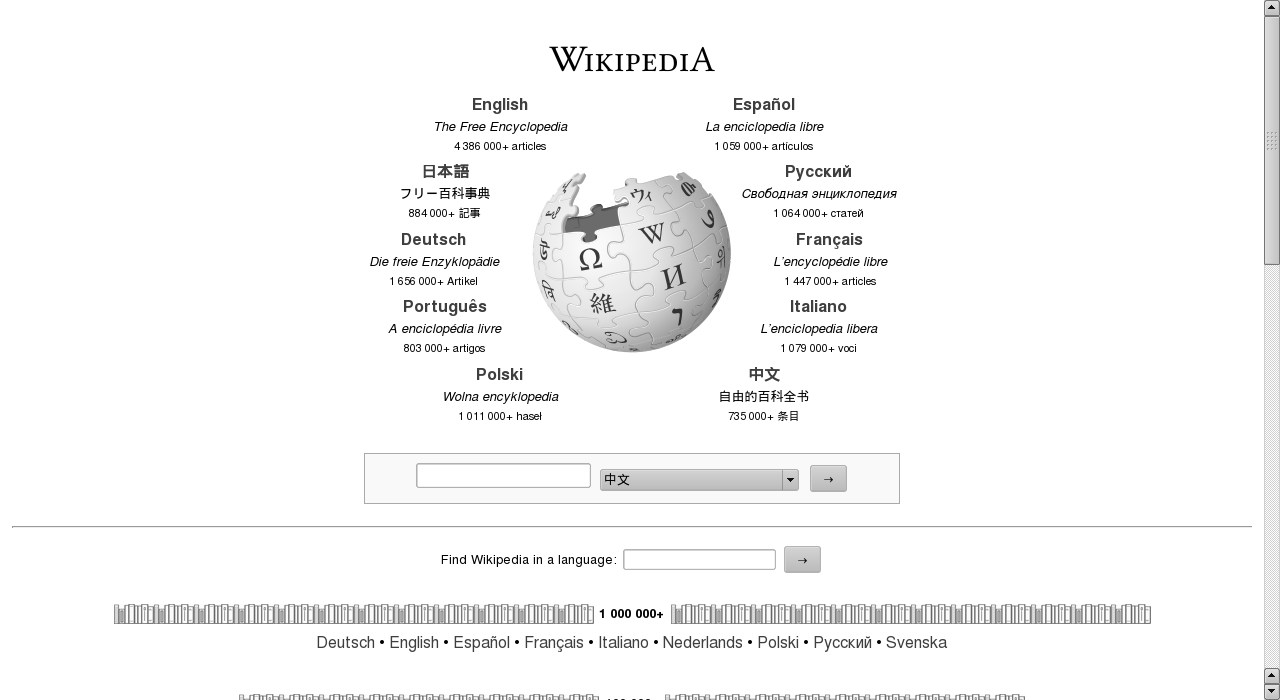 WIKIPEDIA
English
The Free Encyclopedia
4 386 000+ articles
Español
La enciclopedia libre
1 059 000+ artículos
日本語
フリー百科事典
884 000+ 記事
Русский
Свободная энциклопедия
1 064 000+ статей
Deutsch
Die freie Enzyklopädie
1 656 000+ Artikel
Français
L’encyclopédie libre
1 447 000+ articles
Português
A enciclopédia livre
803 000+ artigos
Italiano
L’enciclopedia libera
1 079 000+ voci
Polski
Wolna encyklopedia
1 011 000+ haseł
中文
自由的百科全书
735 000+ 条目
Ω W И 維 ウィ
中文 →
Find Wikipedia in a language: →
1 000 000+
Deutsch • English • Español • Français • Italiano • Nederlands • Polski • Русский • Svenska